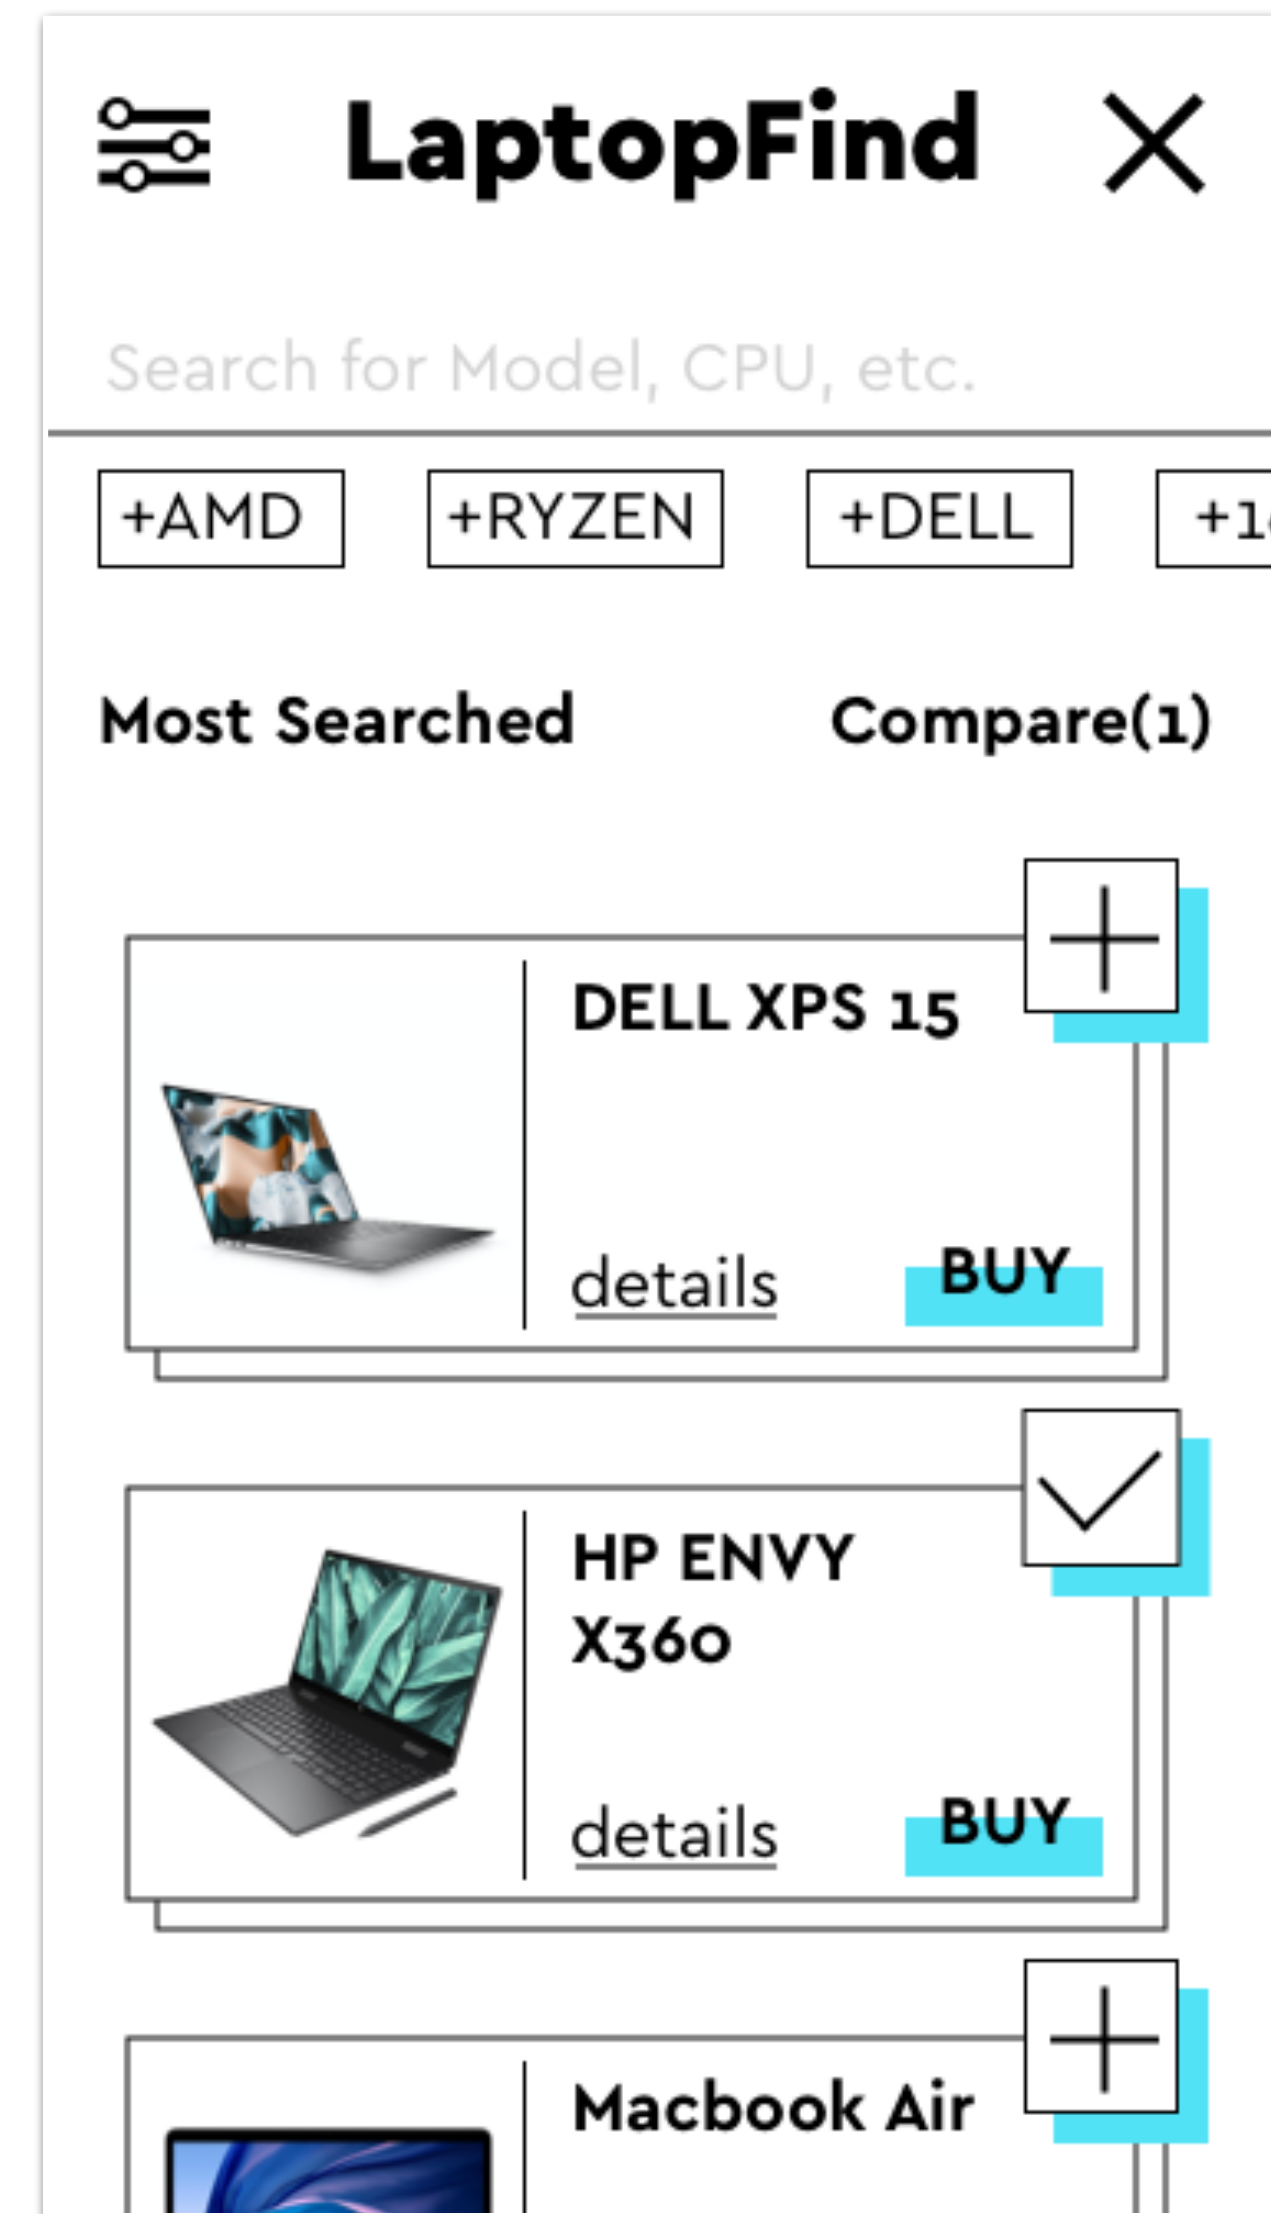 LaptopFind
Search for Model, CPU, etc.
+AMD +RYZEN +DELL
Most Searched Compare(1)
DELL XPS 15
details BUY
HP ENVY
X360
details BUY
Macbook Air